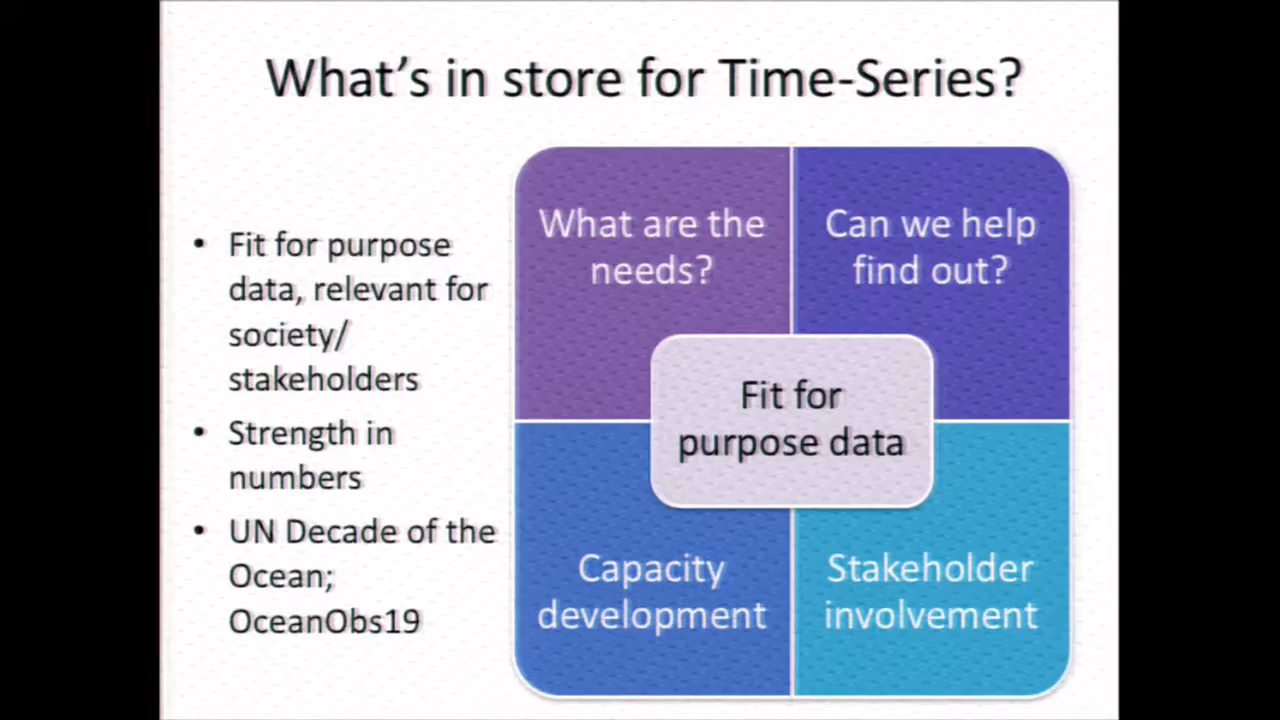 What's in store for Time-Series?
• Fit for purpose
data, relevant for
society/
stakeholders
• Strength in
numbers
• UN Decade of the
Ocean;
OceanObs19
What are the
needs?
Can we help
find out?
Fit for
purpose data
Capacity
development
Stakeholder
involvement